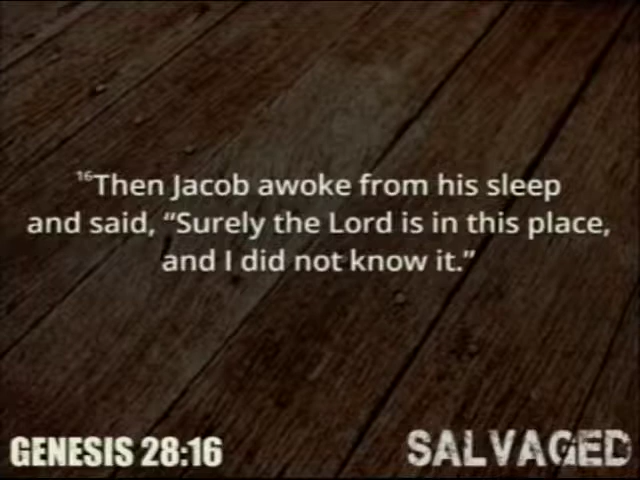 ¹⁶Then Jacob awoke from his sleep
and said, “Surely the Lord is in this place,
and I did not know it.”
GENESIS 28:16
SALVAGED